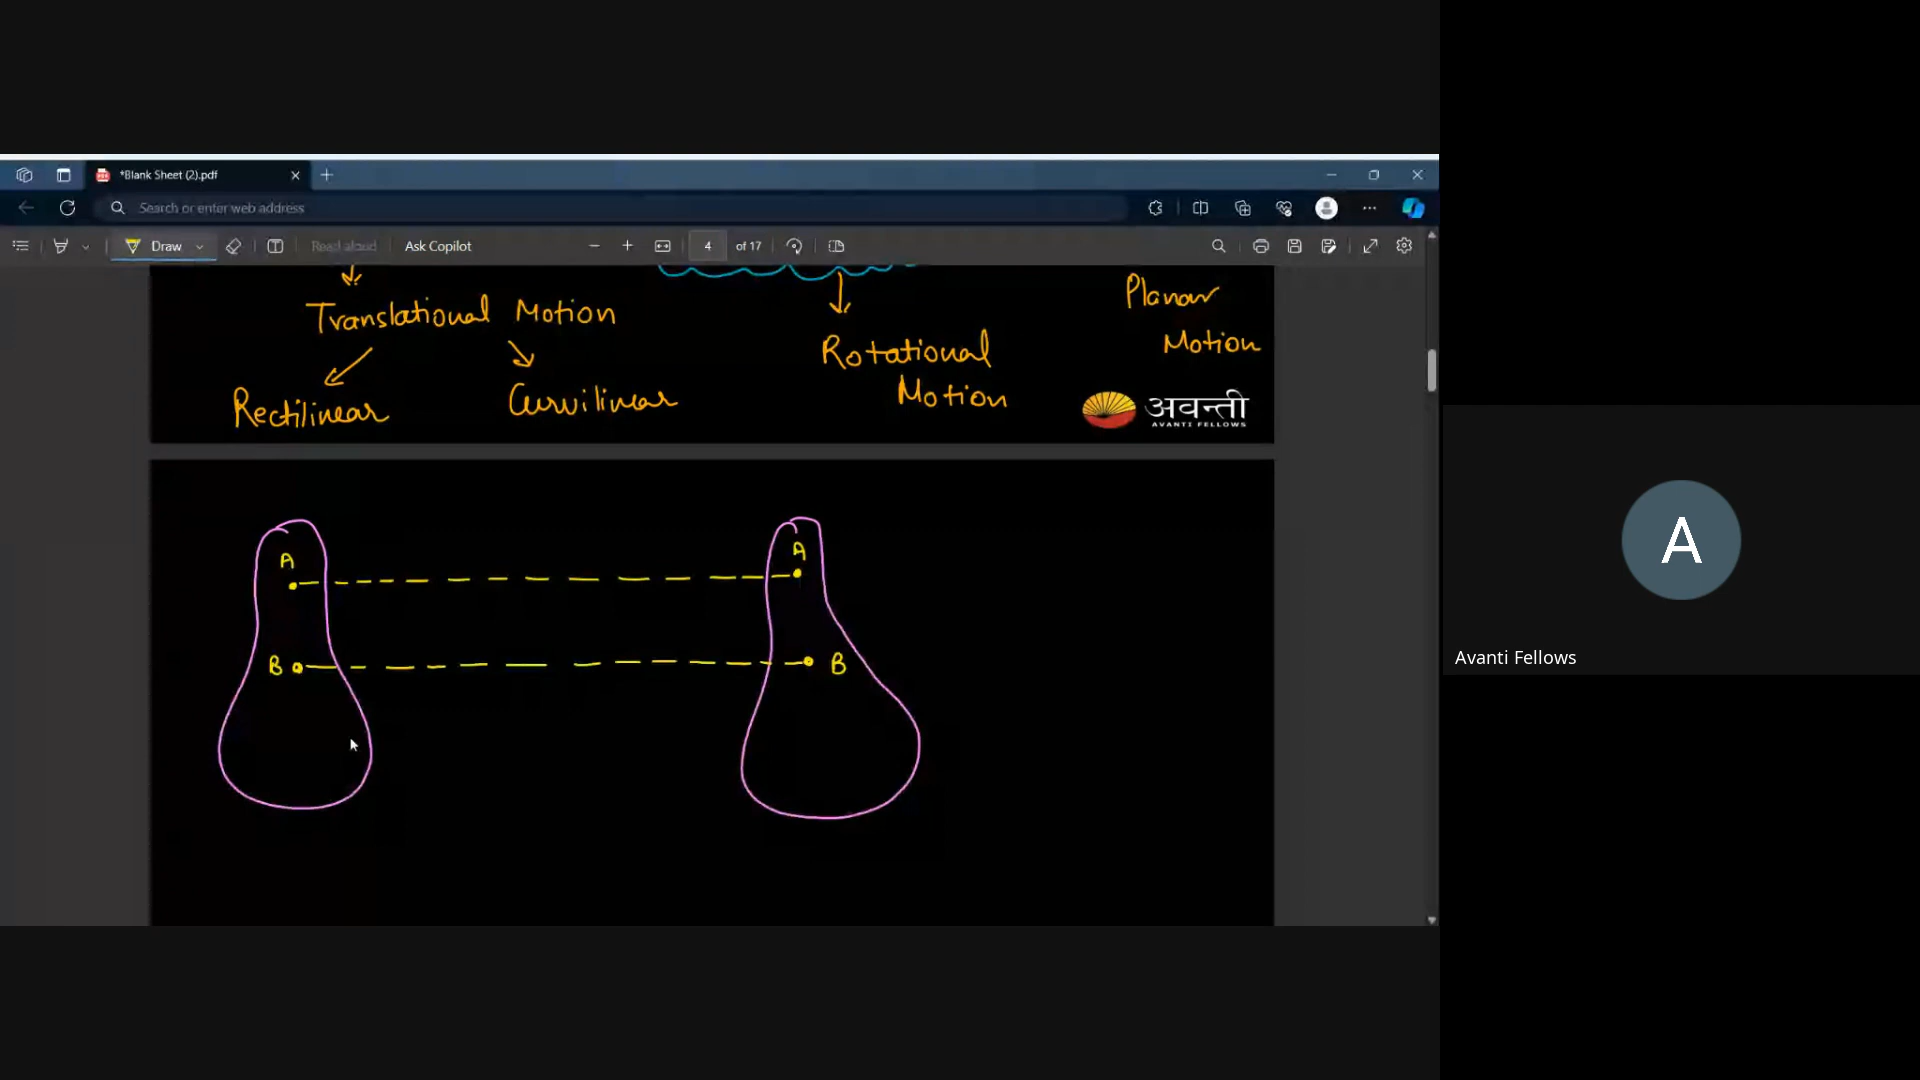 *Blank Sheet (2).pdf
Search or enter web address
Draw
Read aloud
Ask Copilot
4 of 17
Translational Motion
Rectilinear
Curvilinear
Rotational
Motion
Planar
Motion
अवन्ती
AVANTI FELLOWS
A
A
B
B
A
Avanti Fellows